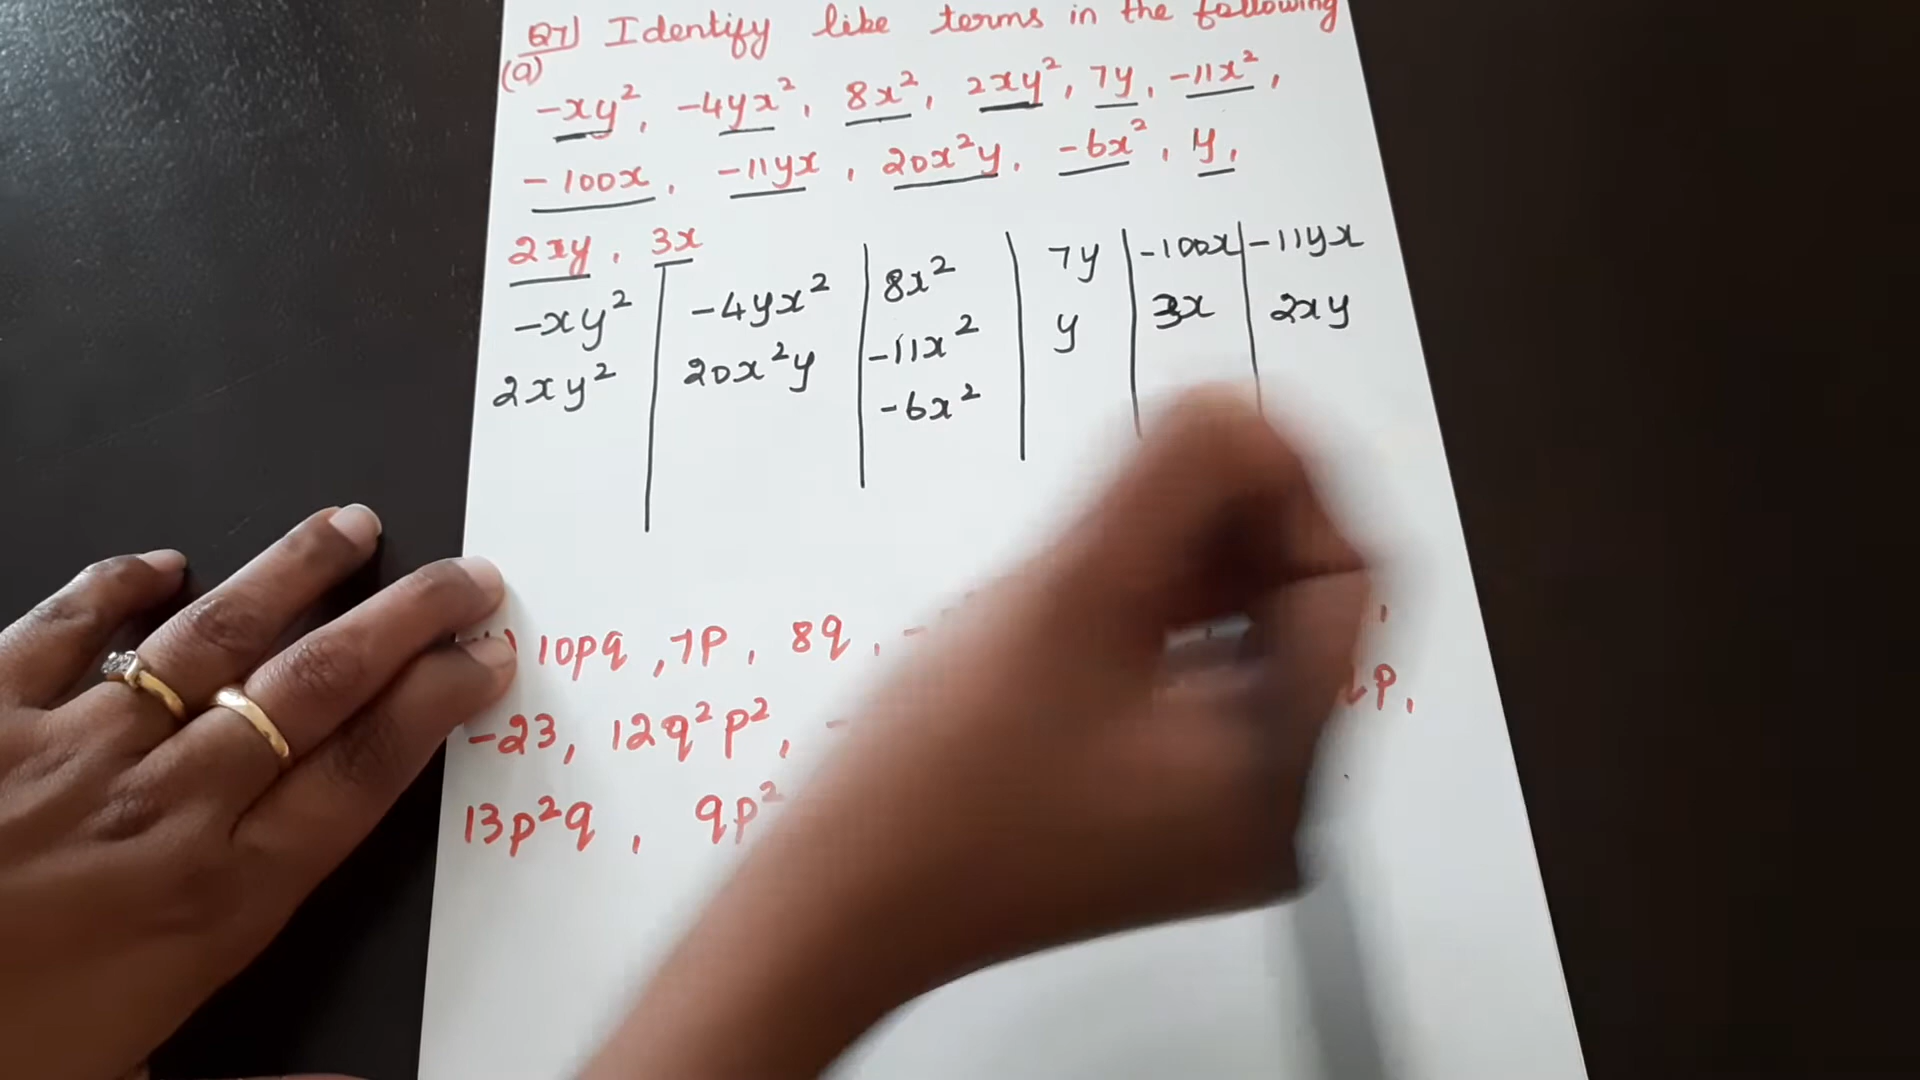 Q7) Identify like terms in the following
(a)
-xy², -4yx², 8x², 2xy², 7y, -11x²,
-100x, -11yx, 20x²y, -6x², y,
2xy, 3x
-xy² -4yx² 8x² 7y -100x -11yx
2xy² 20x²y -11x² y 3x 2xy
-6x²
) 10pq, 7p, 8q, -
-23, 12q²p², - p,
13p²q, qp²